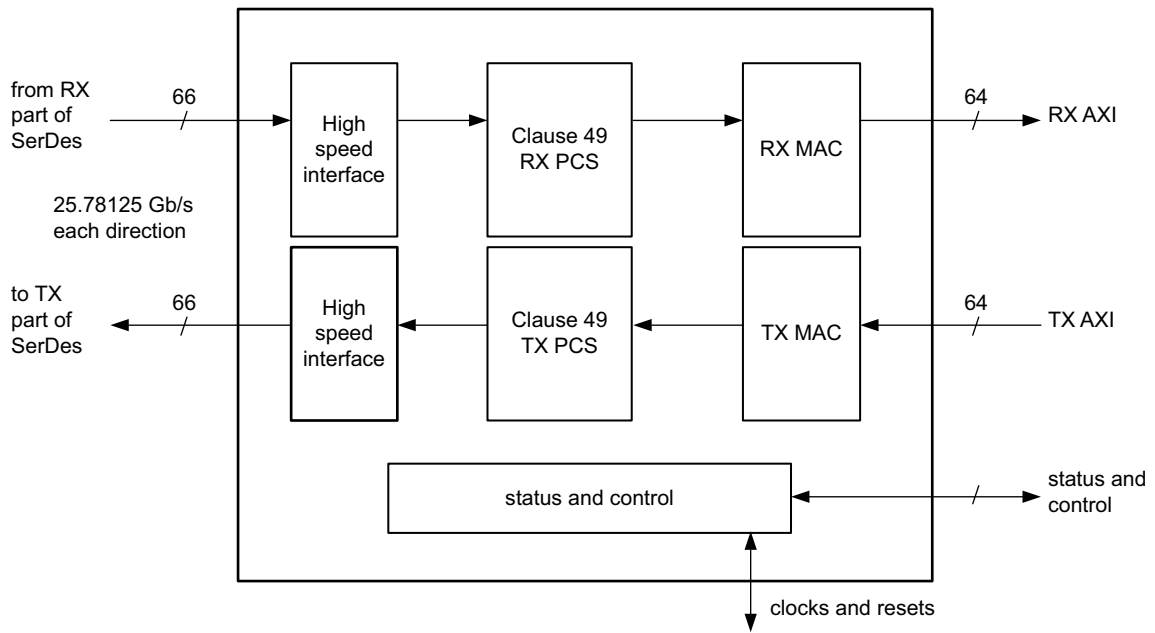 from RX
part of
SerDes
66
High
speed
interface
Clause 49
RX PCS
RX MAC
64
RX AXI
25.78125 Gb/s
each direction
to TX
part of
SerDes
66
High
speed
interface
Clause 49
TX PCS
TX MAC
64
TX AXI
status and control
status and
control
clocks and resets